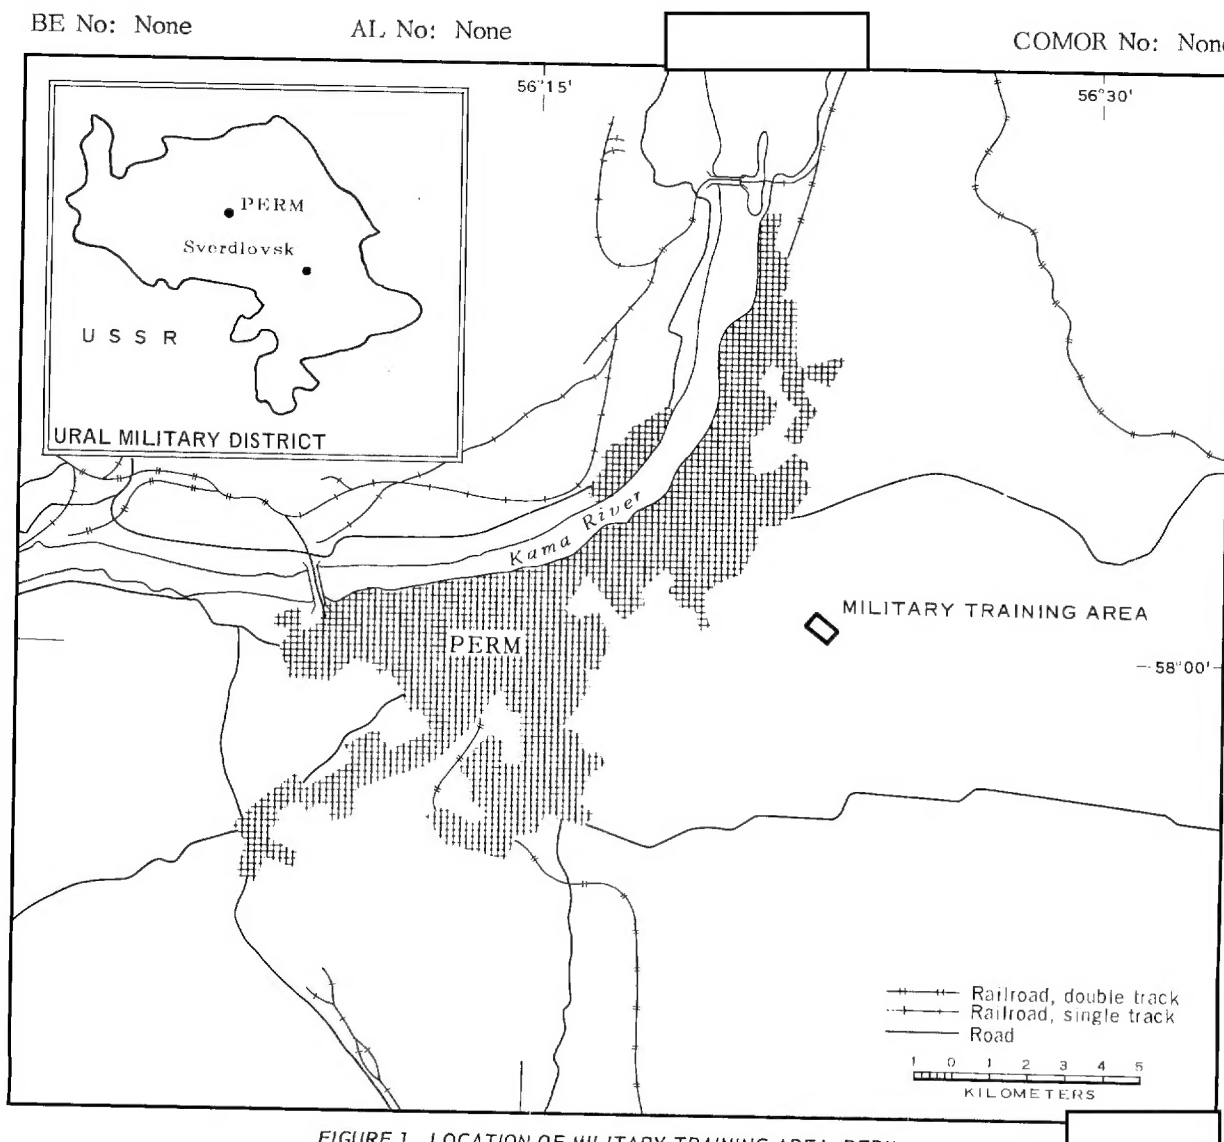 BE No: None AL No: None COMOR No: None
56°15' 56°30'
PERM
Sverdlovsk
USSR
URAL MILITARY DISTRICT
Kama River
MILITARY TRAINING AREA
PERM
58°00'
Railroad, double track
Railroad, single track
Road
1 0 1 2 3 4 5
KILOMETERS
FIGURE 1. LOCATION OF MILITARY TRAINING AREA, PERM